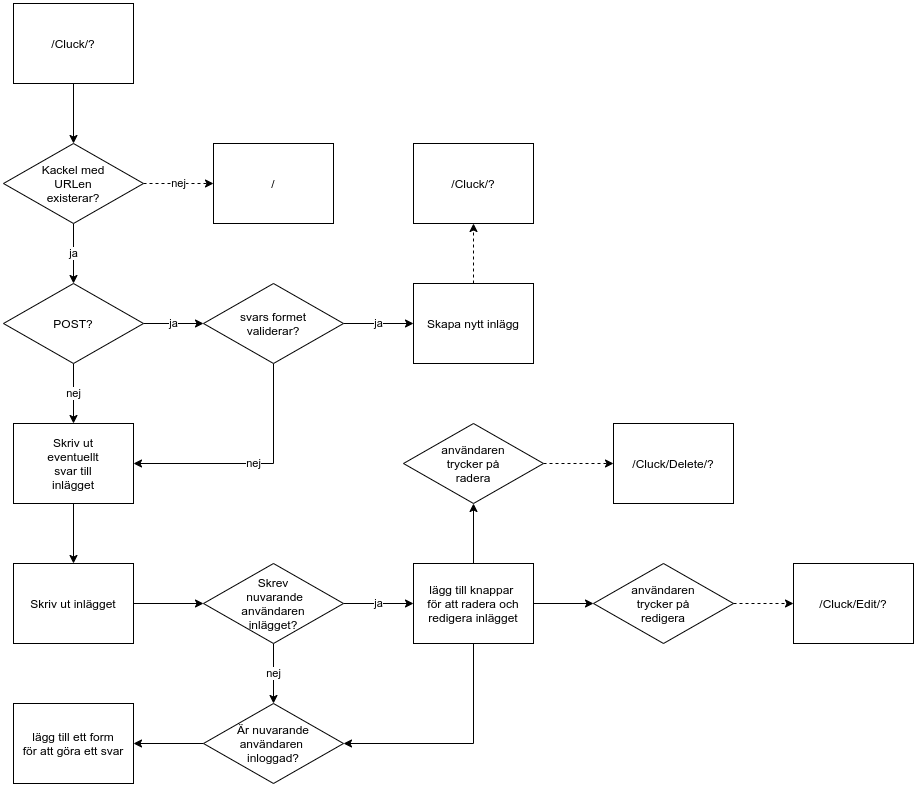 /Cluck/?
Kackel med
URLen
existerar?
nej
/
/Cluck/?
ja
POST?
ja
svars formet
validerar?
ja
Skapa nytt inlägg
nej
Skriv ut
eventuellt
svar till
inlägget
nej
användaren
trycker på
radera
/Cluck/Delete/?
Skriv ut inlägget
Skrev
nuvarande
användaren
inlägget?
ja
lägg till knappar
för att radera och
redigera inlägget
användaren
trycker på
redigera
/Cluck/Edit/?
nej
lägg till ett form
för att göra ett svar
Är nuvarande
användaren
inloggad?